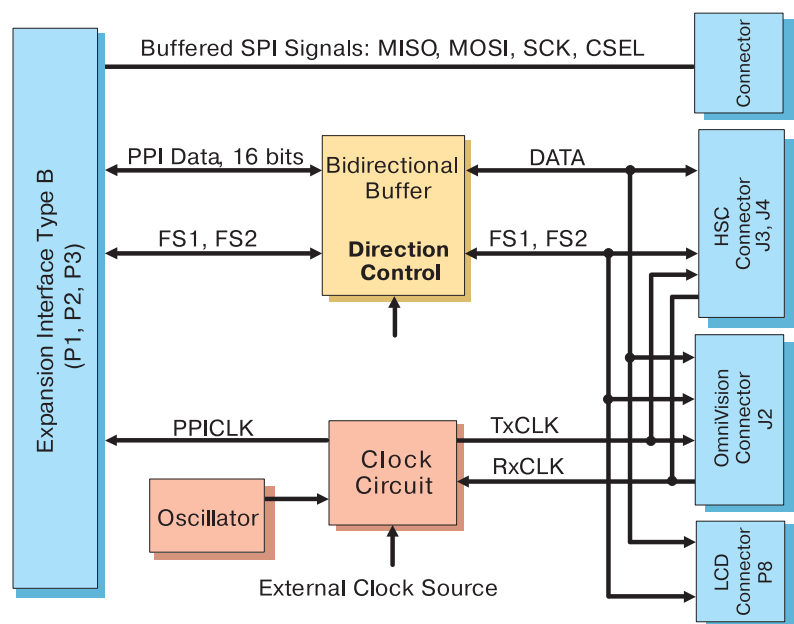 Buffered SPI Signals: MISO, MOSI, SCK, CSEL
Connector
Expansion Interface Type B
(P1, P2, P3)
PPI Data, 16 bits
Bidirectional
Buffer
DATA
HSC
Connector
J3, J4
FS1, FS2
Direction
Control
FS1, FS2
OmniVision
Connector
J2
PPICLK
Clock
Circuit
TxCLK
RxCLK
Oscillator
LCD
Connector
P8
External Clock Source